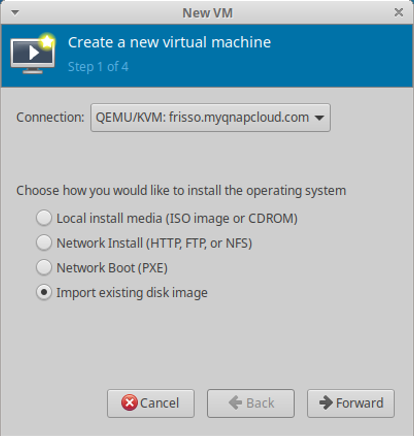 New VM
Create a new virtual machine
Step 1 of 4
Connection: QEMU/KVM: frisso.myqnapcloud.com
Choose how you would like to install the operating system
Local install media (ISO image or CDROM)
Network Install (HTTP, FTP, or NFS)
Network Boot (PXE)
Import existing disk image
Cancel Back Forward